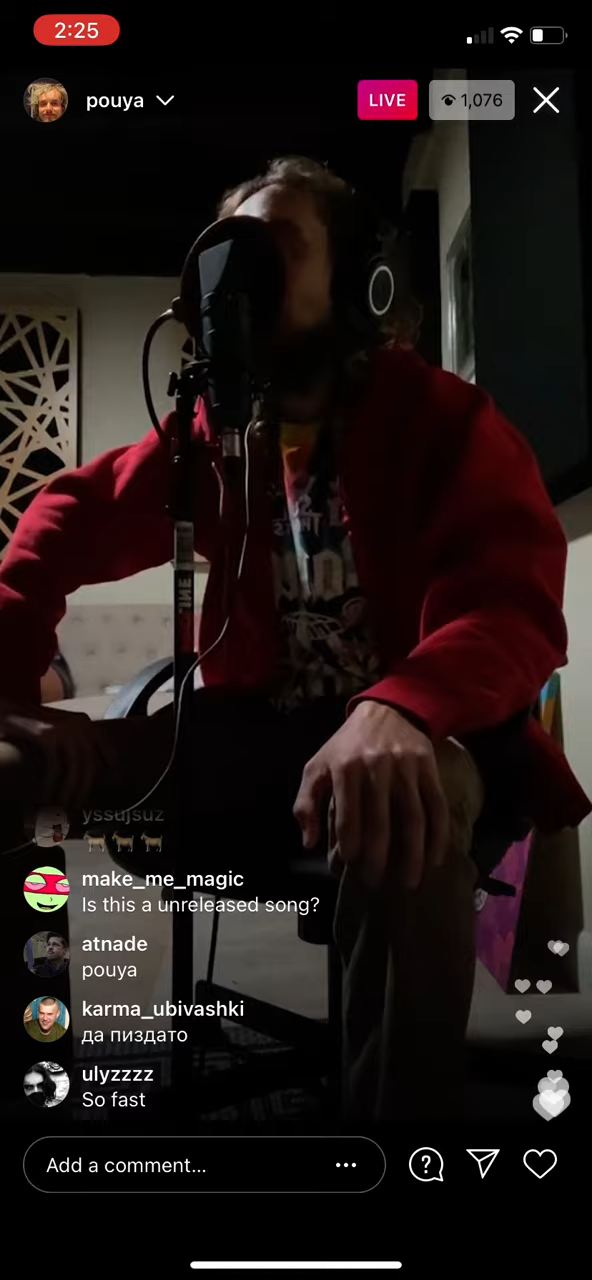 2:25
pouya
LIVE
1,076
yssujsuz
🐐 🐐 🐐
make_me_magic
Is this a unreleased song?
atnade
pouya
karma_ubivashki
да пиздато
ulyzzzz
So fast
Add a comment...